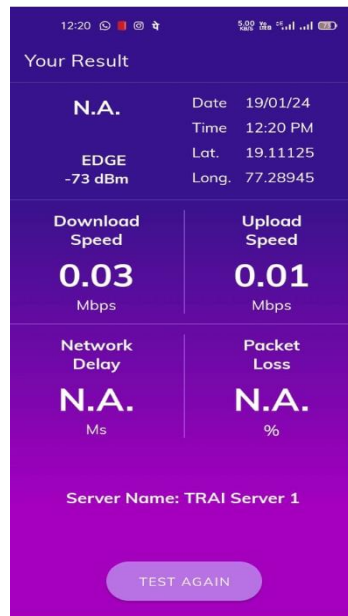 12:20
5.00 KB/S
Your Result
N.A.
EDGE
-73 dBm
Date 19/01/24
Time 12:20 PM
Lat. 19.11125
Long. 77.28945
Download
Speed
0.03
Mbps
Upload
Speed
0.01
Mbps
Network
Delay
N.A.
Ms
Packet
Loss
N.A.
%
Server Name: TRAI Server 1
TEST AGAIN